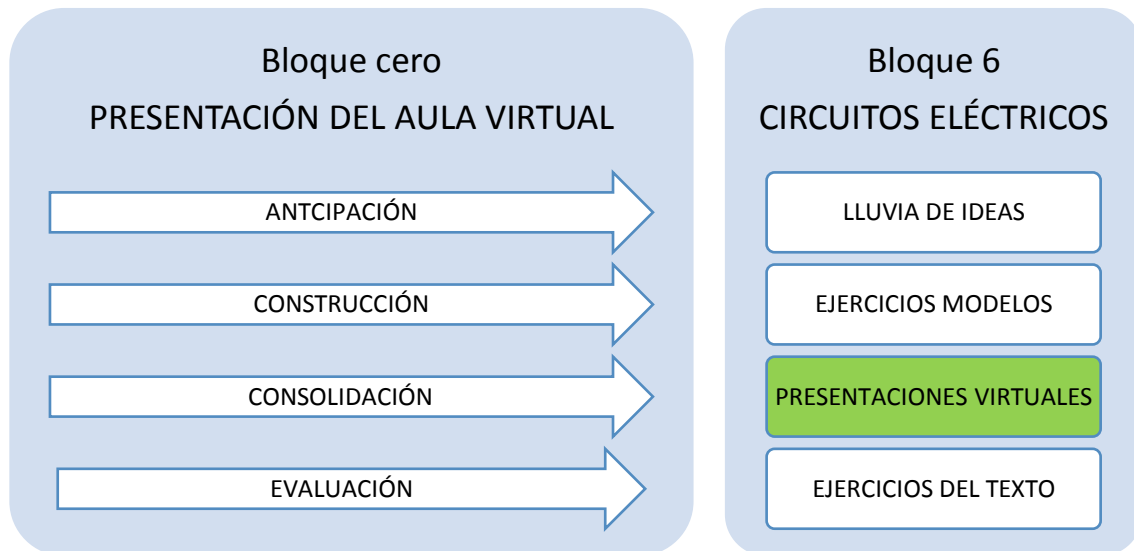 Bloque cero
PRESENTACIÓN DEL AULA VIRTUAL
ANTCIPACIÓN
CONSTRUCCIÓN
CONSOLIDACIÓN
EVALUACIÓN
Bloque 6
CIRCUITOS ELÉCTRICOS
LLUVIA DE IDEAS
EJERCICIOS MODELOS
PRESENTACIONES VIRTUALES
EJERCICIOS DEL TEXTO